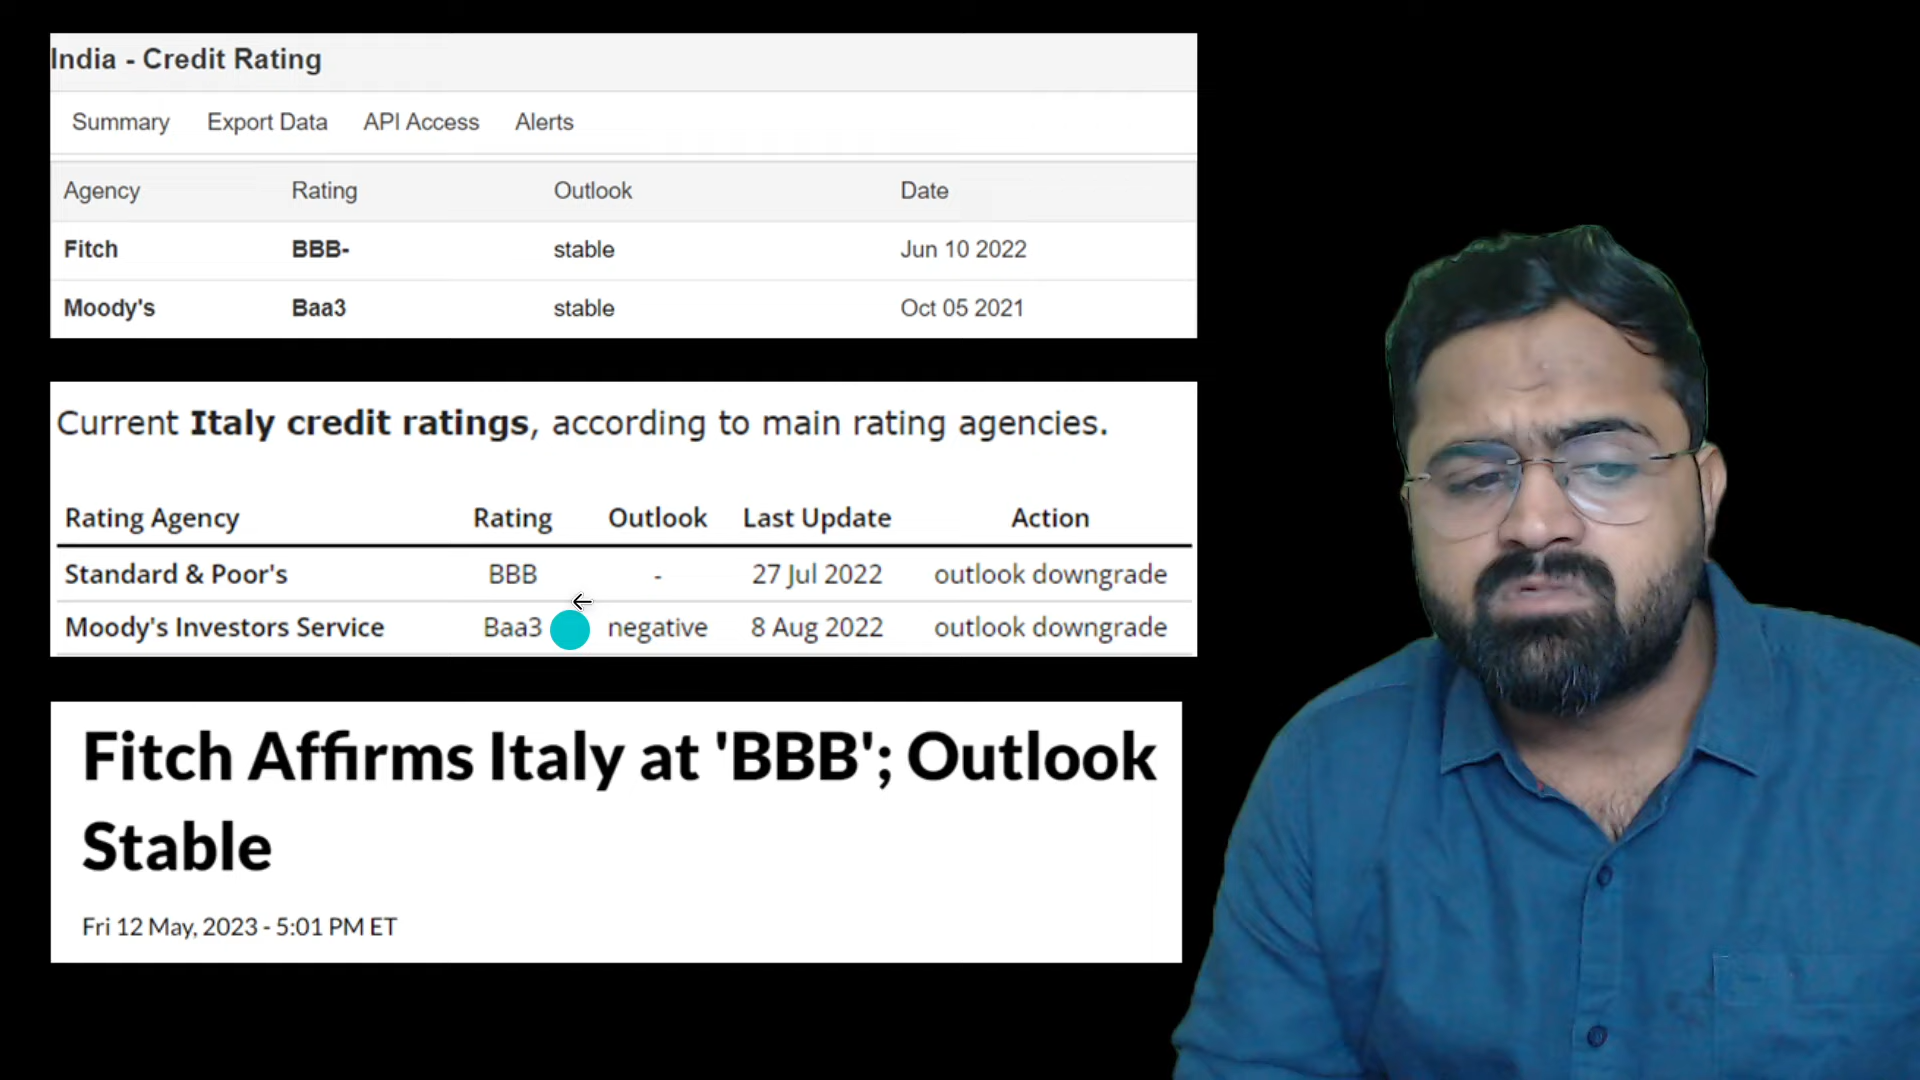 India - Credit Rating
Summary Export Data API Access Alerts
Agency Rating Outlook Date
Fitch BBB- stable Jun 10 2022
Moody's Baa3 stable Oct 05 2021
Current Italy credit ratings, according to main rating agencies.
Rating Agency Rating Outlook Last Update Action
Standard & Poor's BBB - 27 Jul 2022 outlook downgrade
Moody's Investors Service Baa3 negative 8 Aug 2022 outlook downgrade
Fitch Affirms Italy at 'BBB'; Outlook
Stable
Fri 12 May, 2023 - 5:01 PM ET